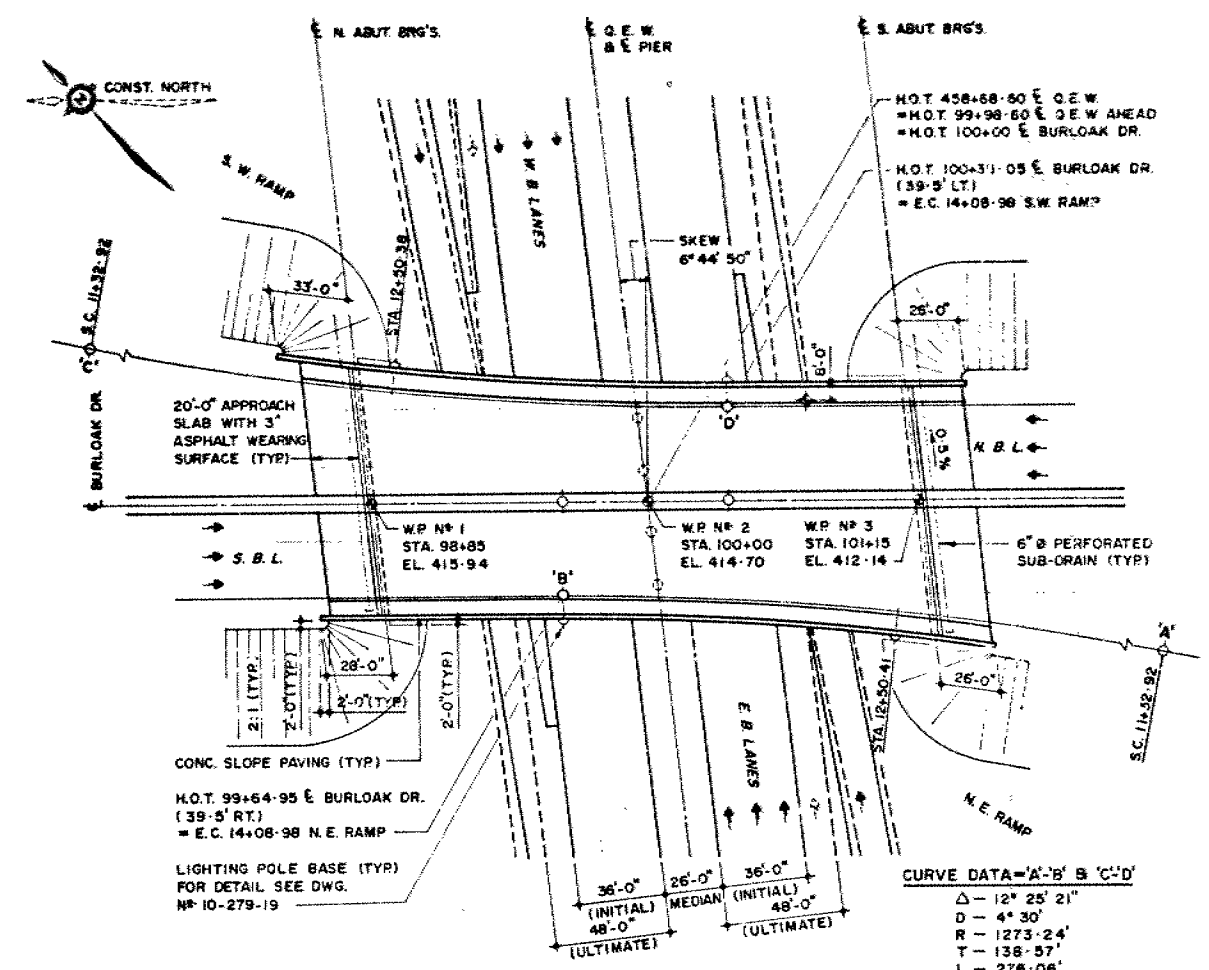 ℄ N. ABUT. BRG'S.
℄ Q. E. W.
& ℄ PIER
℄ S. ABUT. BRG'S.
CONST. NORTH
H.O.T. 458+68·60 ℄ Q.E.W.
= H.O.T. 99+98·60 ℄ Q.E.W AHEAD
= H.O.T. 100+00 ℄ BURLOAK DR.
S. W. RAMP
W. B. LANES
(39·5' LT.)
= E.C. 14+08·98 S.W. RAMP
SKEW
6° 44' 50"
S.C. 11+32·92
'C'
33'-0"
STA. 12+50·38
26'-0"
8'-0"
℄ BURLOAK DR.
20'-0" APPROACH
SLAB WITH 3"
ASPHALT WEARING
SURFACE (TYP.)
'D'
0·5%
N. B. L.
S. B. L.
W.P. Nº 1
STA. 98+85
EL. 415·94
W.P. Nº 2
STA. 100+00
EL. 414·70
W.P. Nº 3
STA. 101+15
EL. 412·14
6" Ø PERFORATED
SUB-DRAIN (TYP.)
'B'
'A'
S.C. 11+32·92
2:1 (TYP.)
2'-0"(TYP.)
28'-0"
2'-0"(TYP.)
2'-0"(TYP.)
26'-0"
STA. 12+50·41
E. B. LANES
CONC. SLOPE PAVING (TYP.)
H.O.T. 99+64·95 ℄ BURLOAK DR.
(39·5' RT.)
= E.C. 14+08·98 N.E. RAMP
N. E. RAMP
LIGHTING POLE BASE (TYP.)
FOR DETAIL SEE DWG.
Nº 10-279-19
36'-0" 26'-0" 36'-0"
(INITIAL) MEDIAN (INITIAL)
48'-0" 48'-0"
(ULTIMATE) (ULTIMATE)
CURVE DATA='A'-'B' & 'C'-'D'
Δ — 12° 25' 21"
D — 4° 30'
R — 1273·24'
T — 138·57'